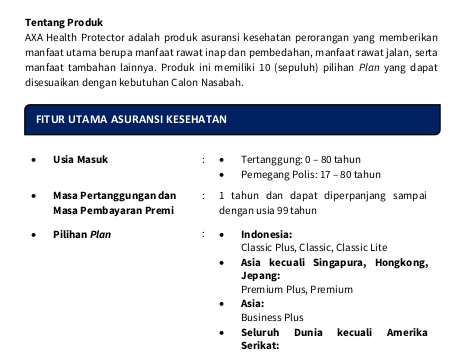 Tentang Produk
AXA Health Protector adalah produk asuransi kesehatan perorangan yang memberikan
manfaat utama berupa manfaat rawat inap dan pembedahan, manfaat rawat jalan, serta
manfaat tambahan lainnya. Produk ini memiliki 10 (sepuluh) pilihan Plan yang dapat
disesuaikan dengan kebutuhan Calon Nasabah.
FITUR UTAMA ASURANSI KESEHATAN
• Usia Masuk : • Tertanggung: 0 – 80 tahun
• Pemegang Polis: 17 – 80 tahun
• Masa Pertanggungan dan : 1 tahun dan dapat diperpanjang sampai
Masa Pembayaran Premi dengan usia 99 tahun
• Pilihan Plan : • Indonesia:
Classic Plus, Classic, Classic Lite
• Asia kecuali Singapura, Hongkong,
Jepang:
Premium Plus, Premium
• Asia:
Business Plus
• Seluruh Dunia kecuali Amerika
Serikat: